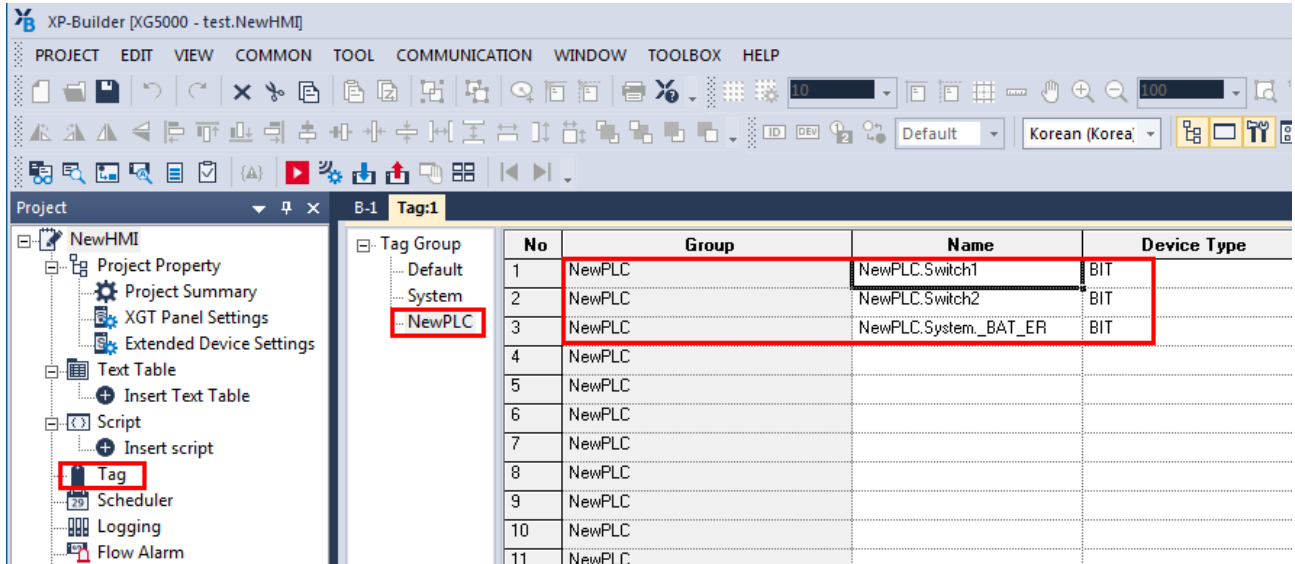 XP-Builder [XG5000 - test.NewHMI]
PROJECT EDIT VIEW COMMON TOOL COMMUNICATION WINDOW TOOLBOX HELP
10 100
ID DEV Default Korean (Korea)
Project
B-1 Tag:1
NewHMI
Project Property
Project Summary
XGT Panel Settings
Extended Device Settings
Text Table
Insert Text Table
Script
Insert script
Tag
Scheduler
Logging
Flow Alarm
Tag Group
Default
System
NewPLC
No Group Name Device Type
1 NewPLC NewPLC.Switch1 BIT
2 NewPLC NewPLC.Switch2 BIT
3 NewPLC NewPLC.System._BAT_ER BIT
4 NewPLC
5 NewPLC
6 NewPLC
7 NewPLC
8 NewPLC
9 NewPLC
10 NewPLC
11 NewPLC